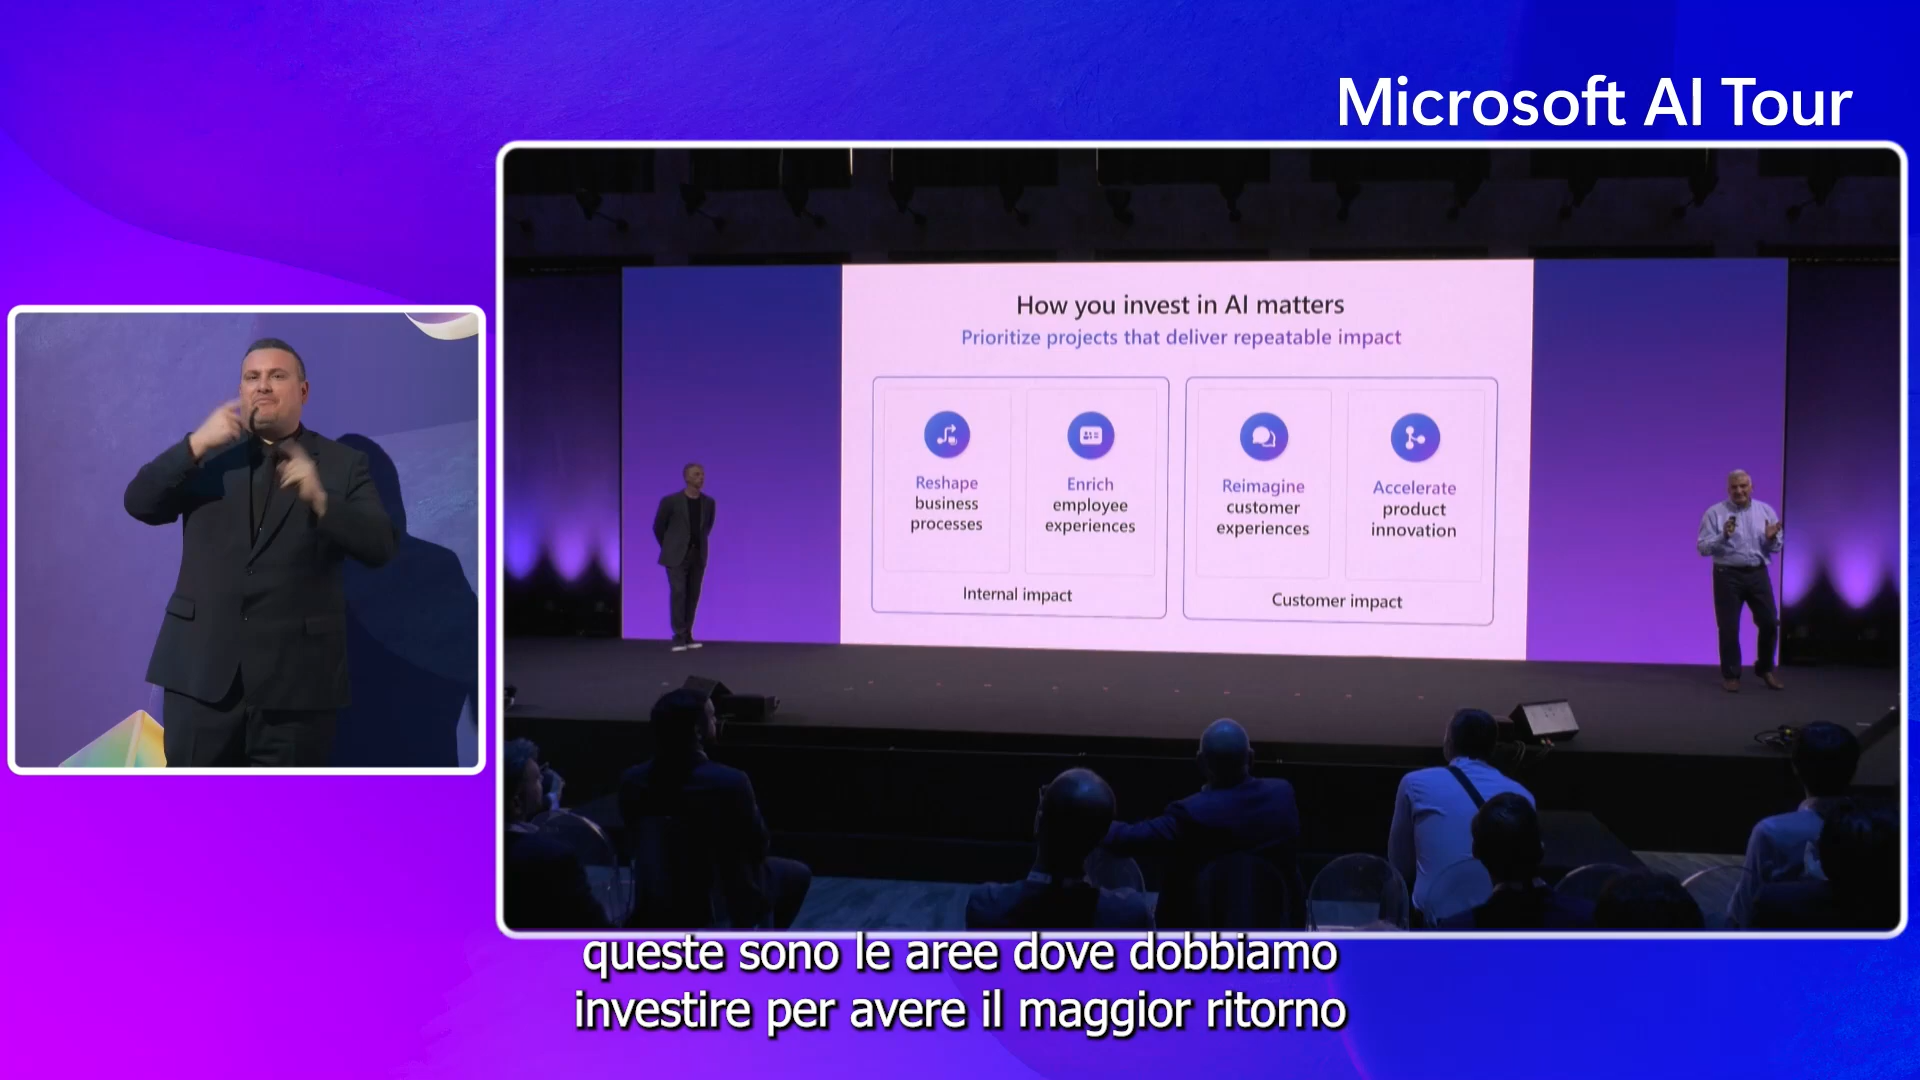 Microsoft AI Tour
How you invest in AI matters
Prioritize projects that deliver repeatable impact
Reshape
business
processes
Enrich
employee
experiences
Internal impact
Reimagine
customer
experiences
Accelerate
product
innovation
Customer impact
queste sono le aree dove dobbiamo
investire per avere il maggior ritorno